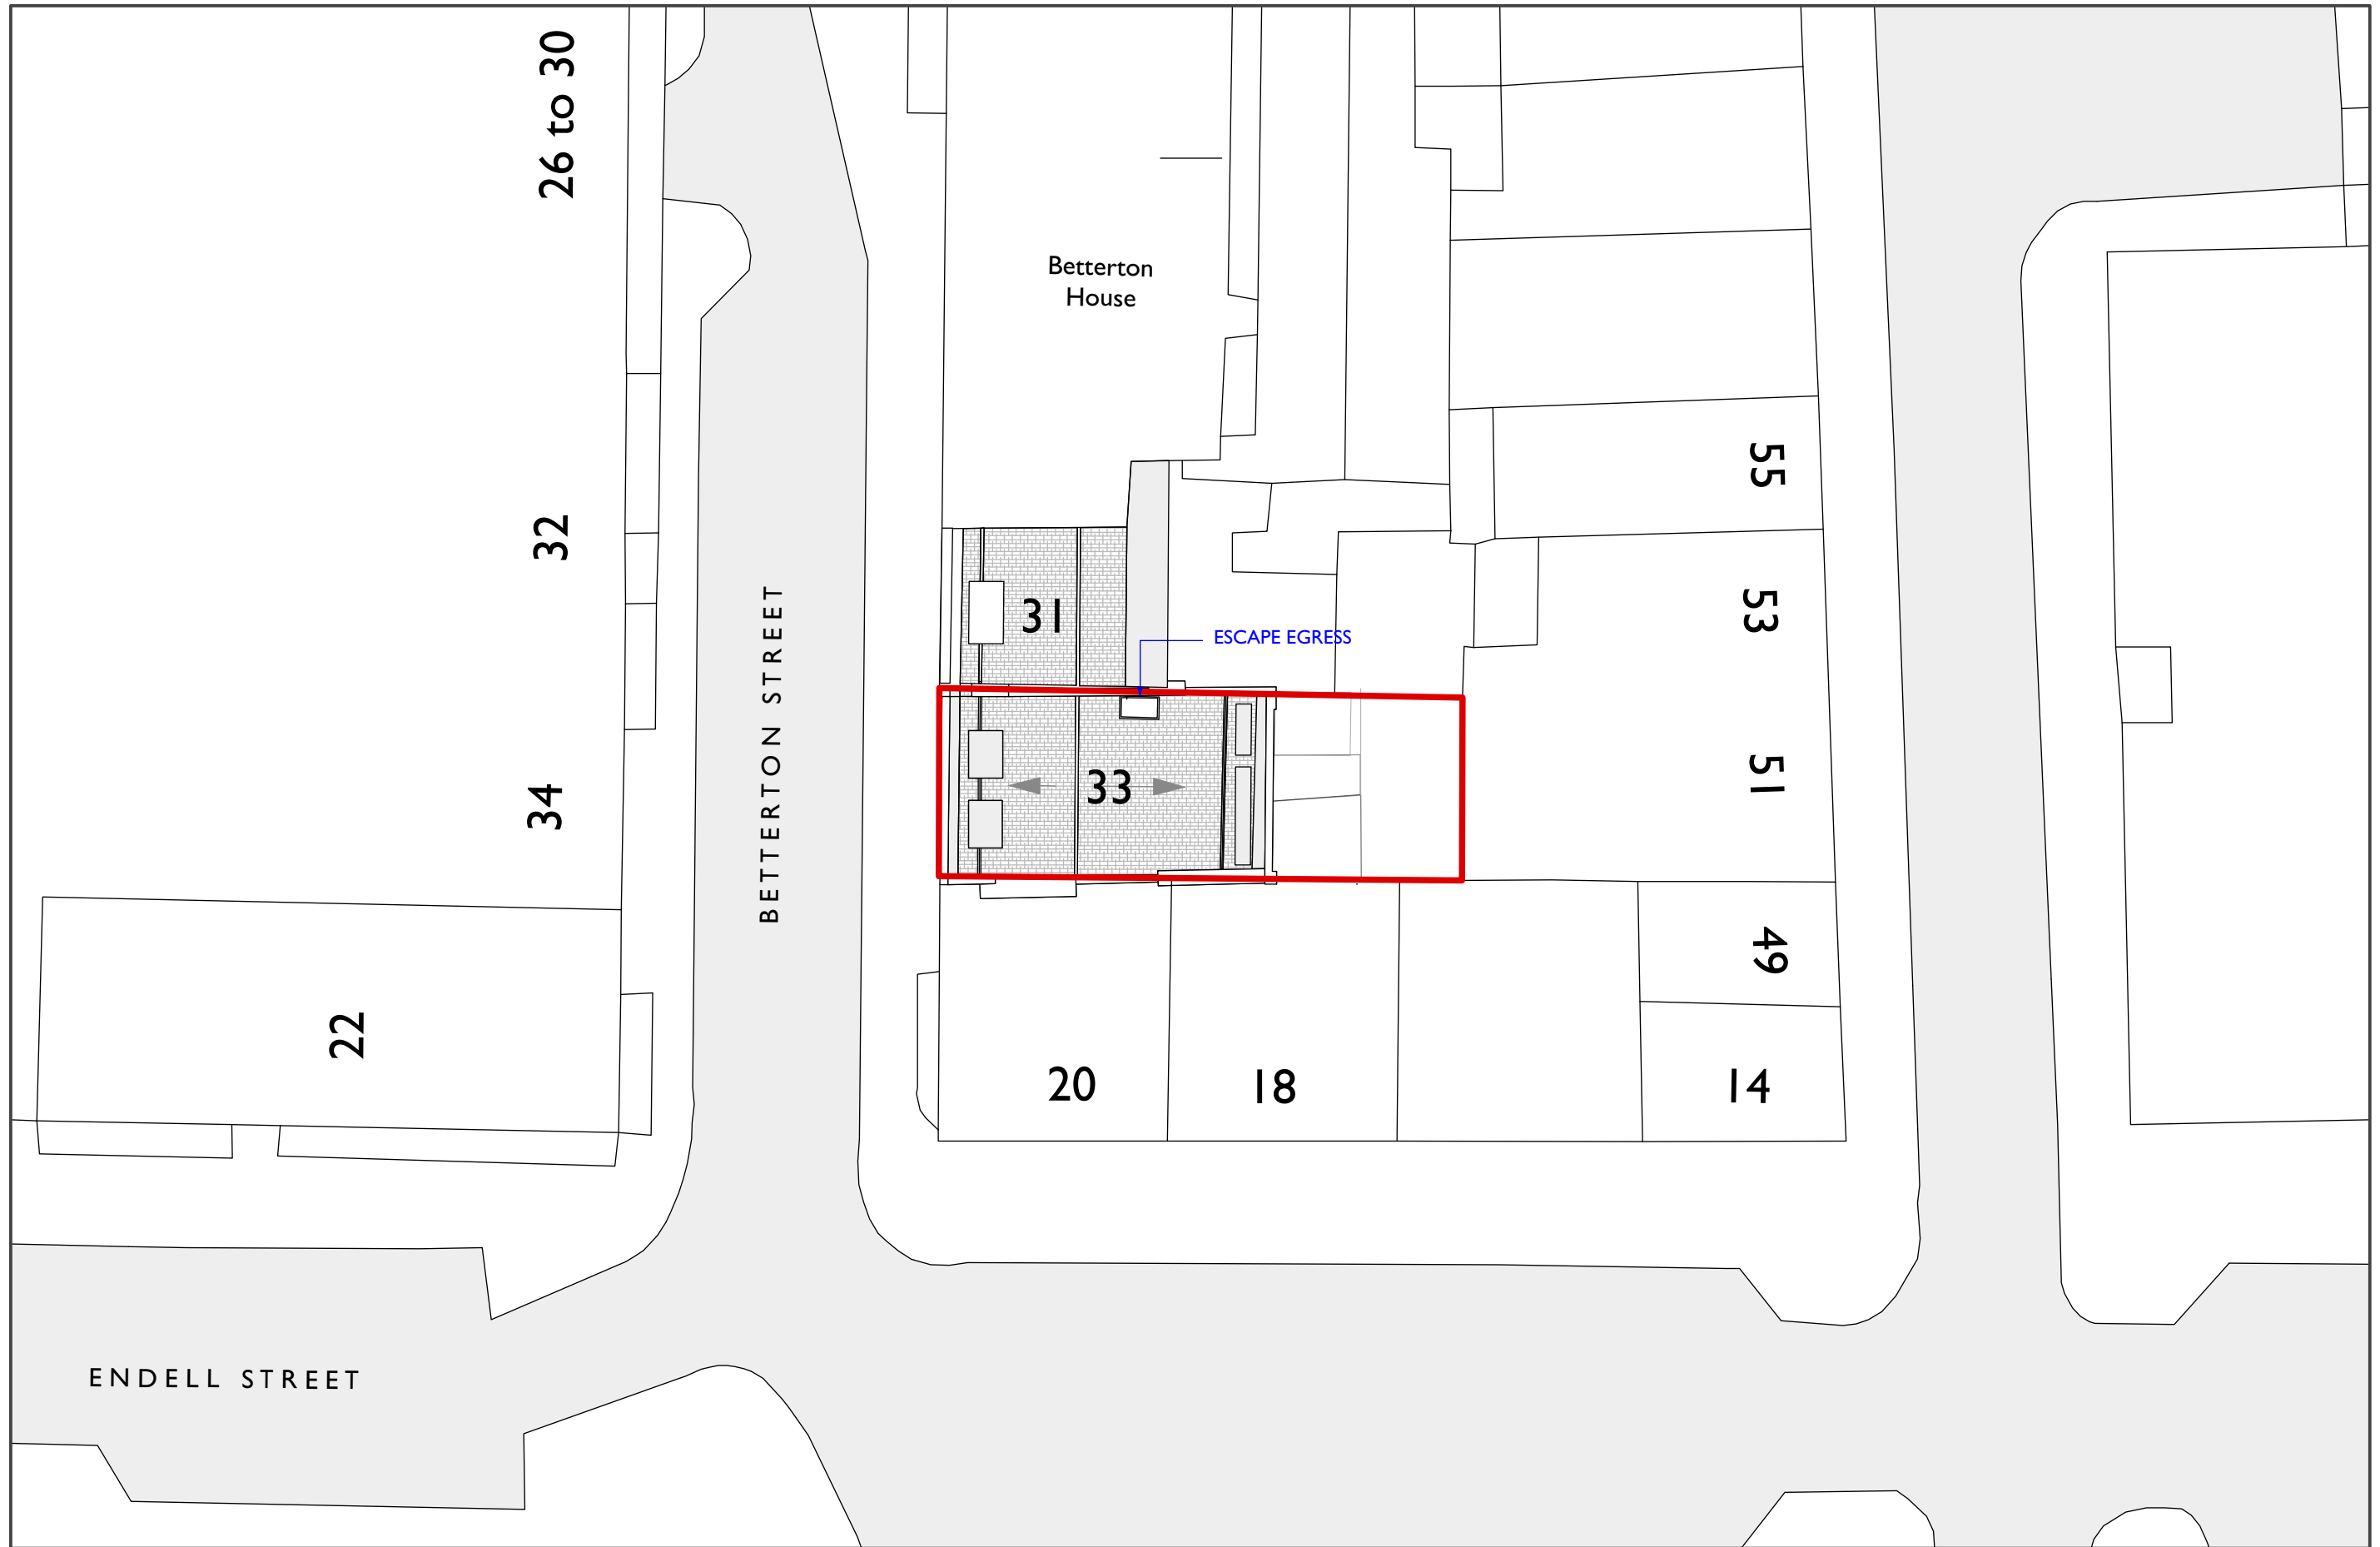 26 to 30
Betterton
House
55
32
31
53
ESCAPE EGRESS
BETTERTON STREET
33
51
34
49
22
20
18
14
ENDELL STREET